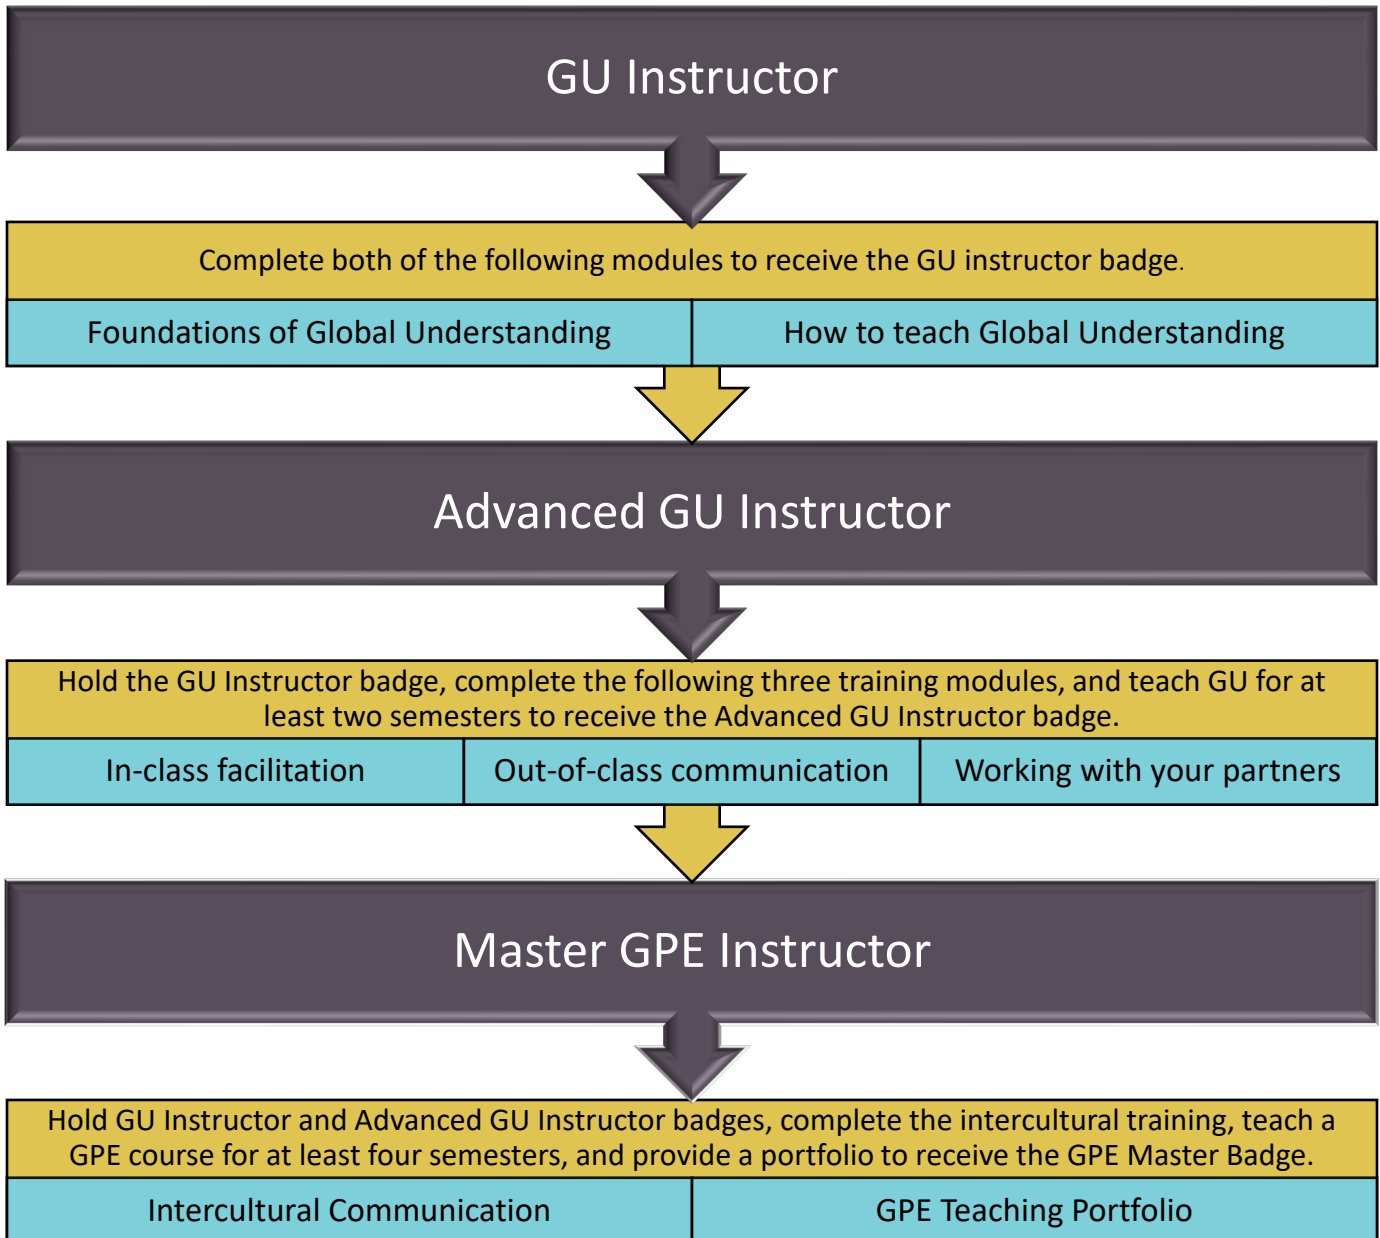 GU Instructor
Complete both of the following modules to receive the GU instructor badge.
Foundations of Global Understanding
How to teach Global Understanding
Advanced GU Instructor
Hold the GU Instructor badge, complete the following three training modules, and teach GU for at
least two semesters to receive the Advanced GU Instructor badge.
In-class facilitation
Out-of-class communication
Working with your partners
Master GPE Instructor
Hold GU Instructor and Advanced GU Instructor badges, complete the intercultural training, teach a
GPE course for at least four semesters, and provide a portfolio to receive the GPE Master Badge.
Intercultural Communication
GPE Teaching Portfolio